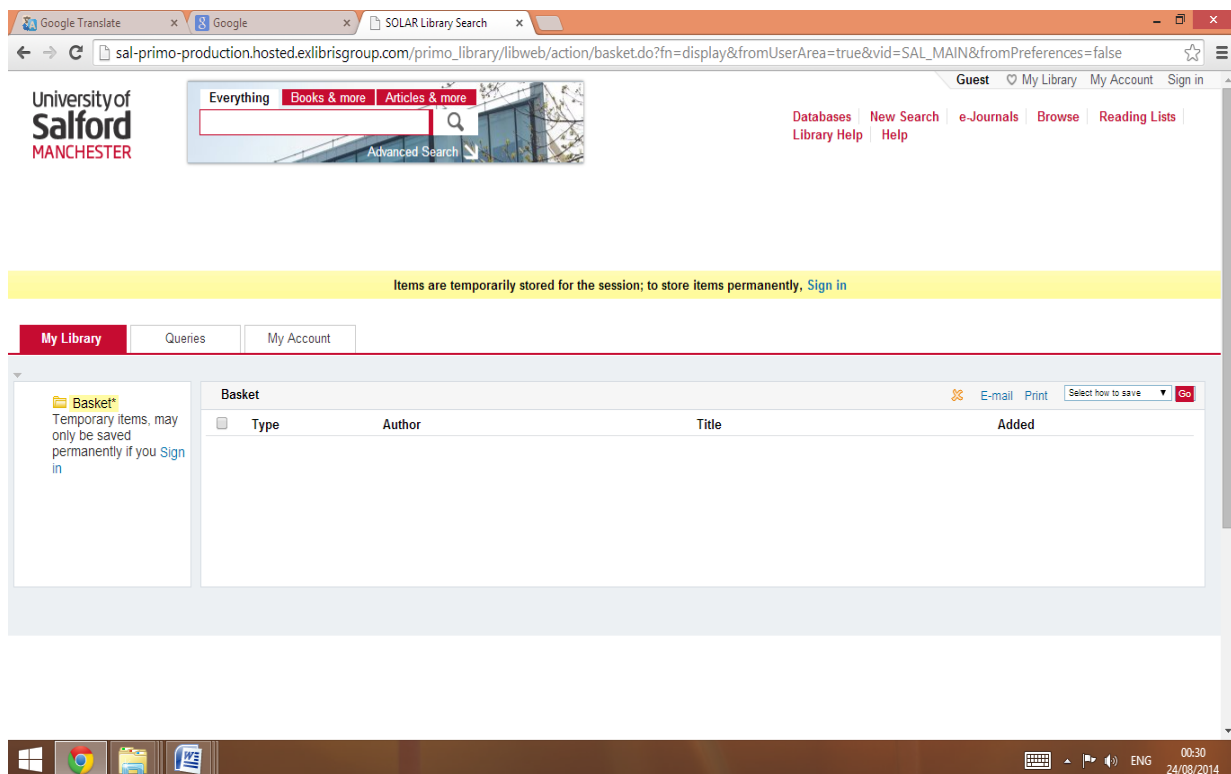 Google Translate
Google
SOLAR Library Search
sal-primo-production.hosted.exlibrisgroup.com/primo_library/libweb/action/basket.do?fn=display&fromUserArea=true&vid=SAL_MAIN&fromPreferences=false
Guest My Library My Account Sign in
University of
Salford
MANCHESTER
Everything Books & more Articles & more
Advanced Search
Databases New Search e-Journals Browse Reading Lists
Library Help Help
Items are temporarily stored for the session; to store items permanently, Sign in
My Library Queries My Account
Basket*
Temporary items, may
only be saved
permanently if you Sign
in
Basket E-mail Print Select how to save Go
Type Author Title Added
ENG 00:30
24/08/2014